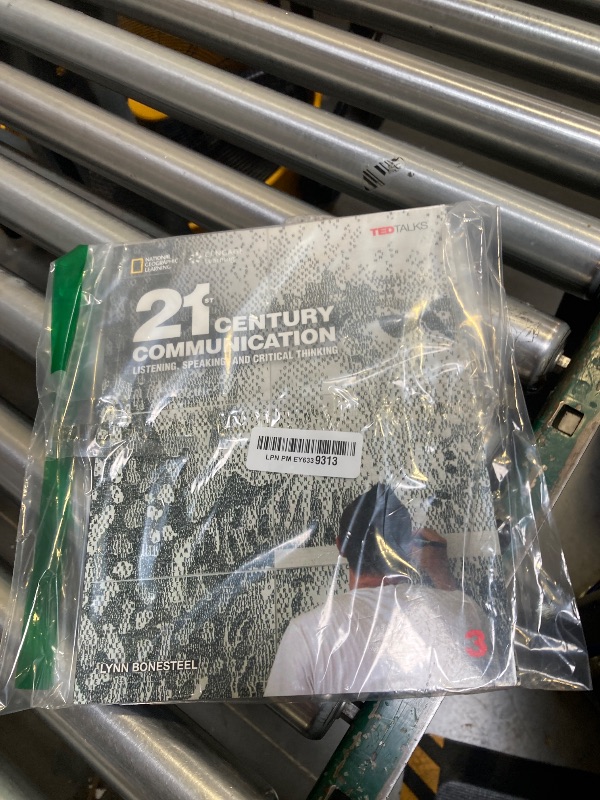 NATIONAL
GEOGRAPHIC
LEARNING
TEDTALKS
21ST CENTURY
COMMUNICATION
LISTENING, SPEAKING, AND CRITICAL THINKING
LPN PM EY633 9313
LYNN BONESTEEL
3